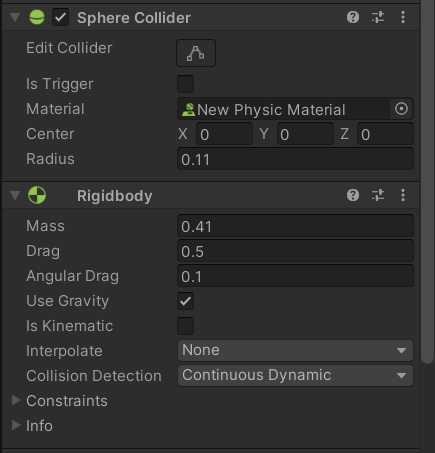 Sphere Collider
Edit Collider
Is Trigger
Material New Physic Material
Center X 0 Y 0 Z 0
Radius 0.11
Rigidbody
Mass 0.41
Drag 0.5
Angular Drag 0.1
Use Gravity
Is Kinematic
Interpolate None
Collision Detection Continuous Dynamic
Constraints
Info